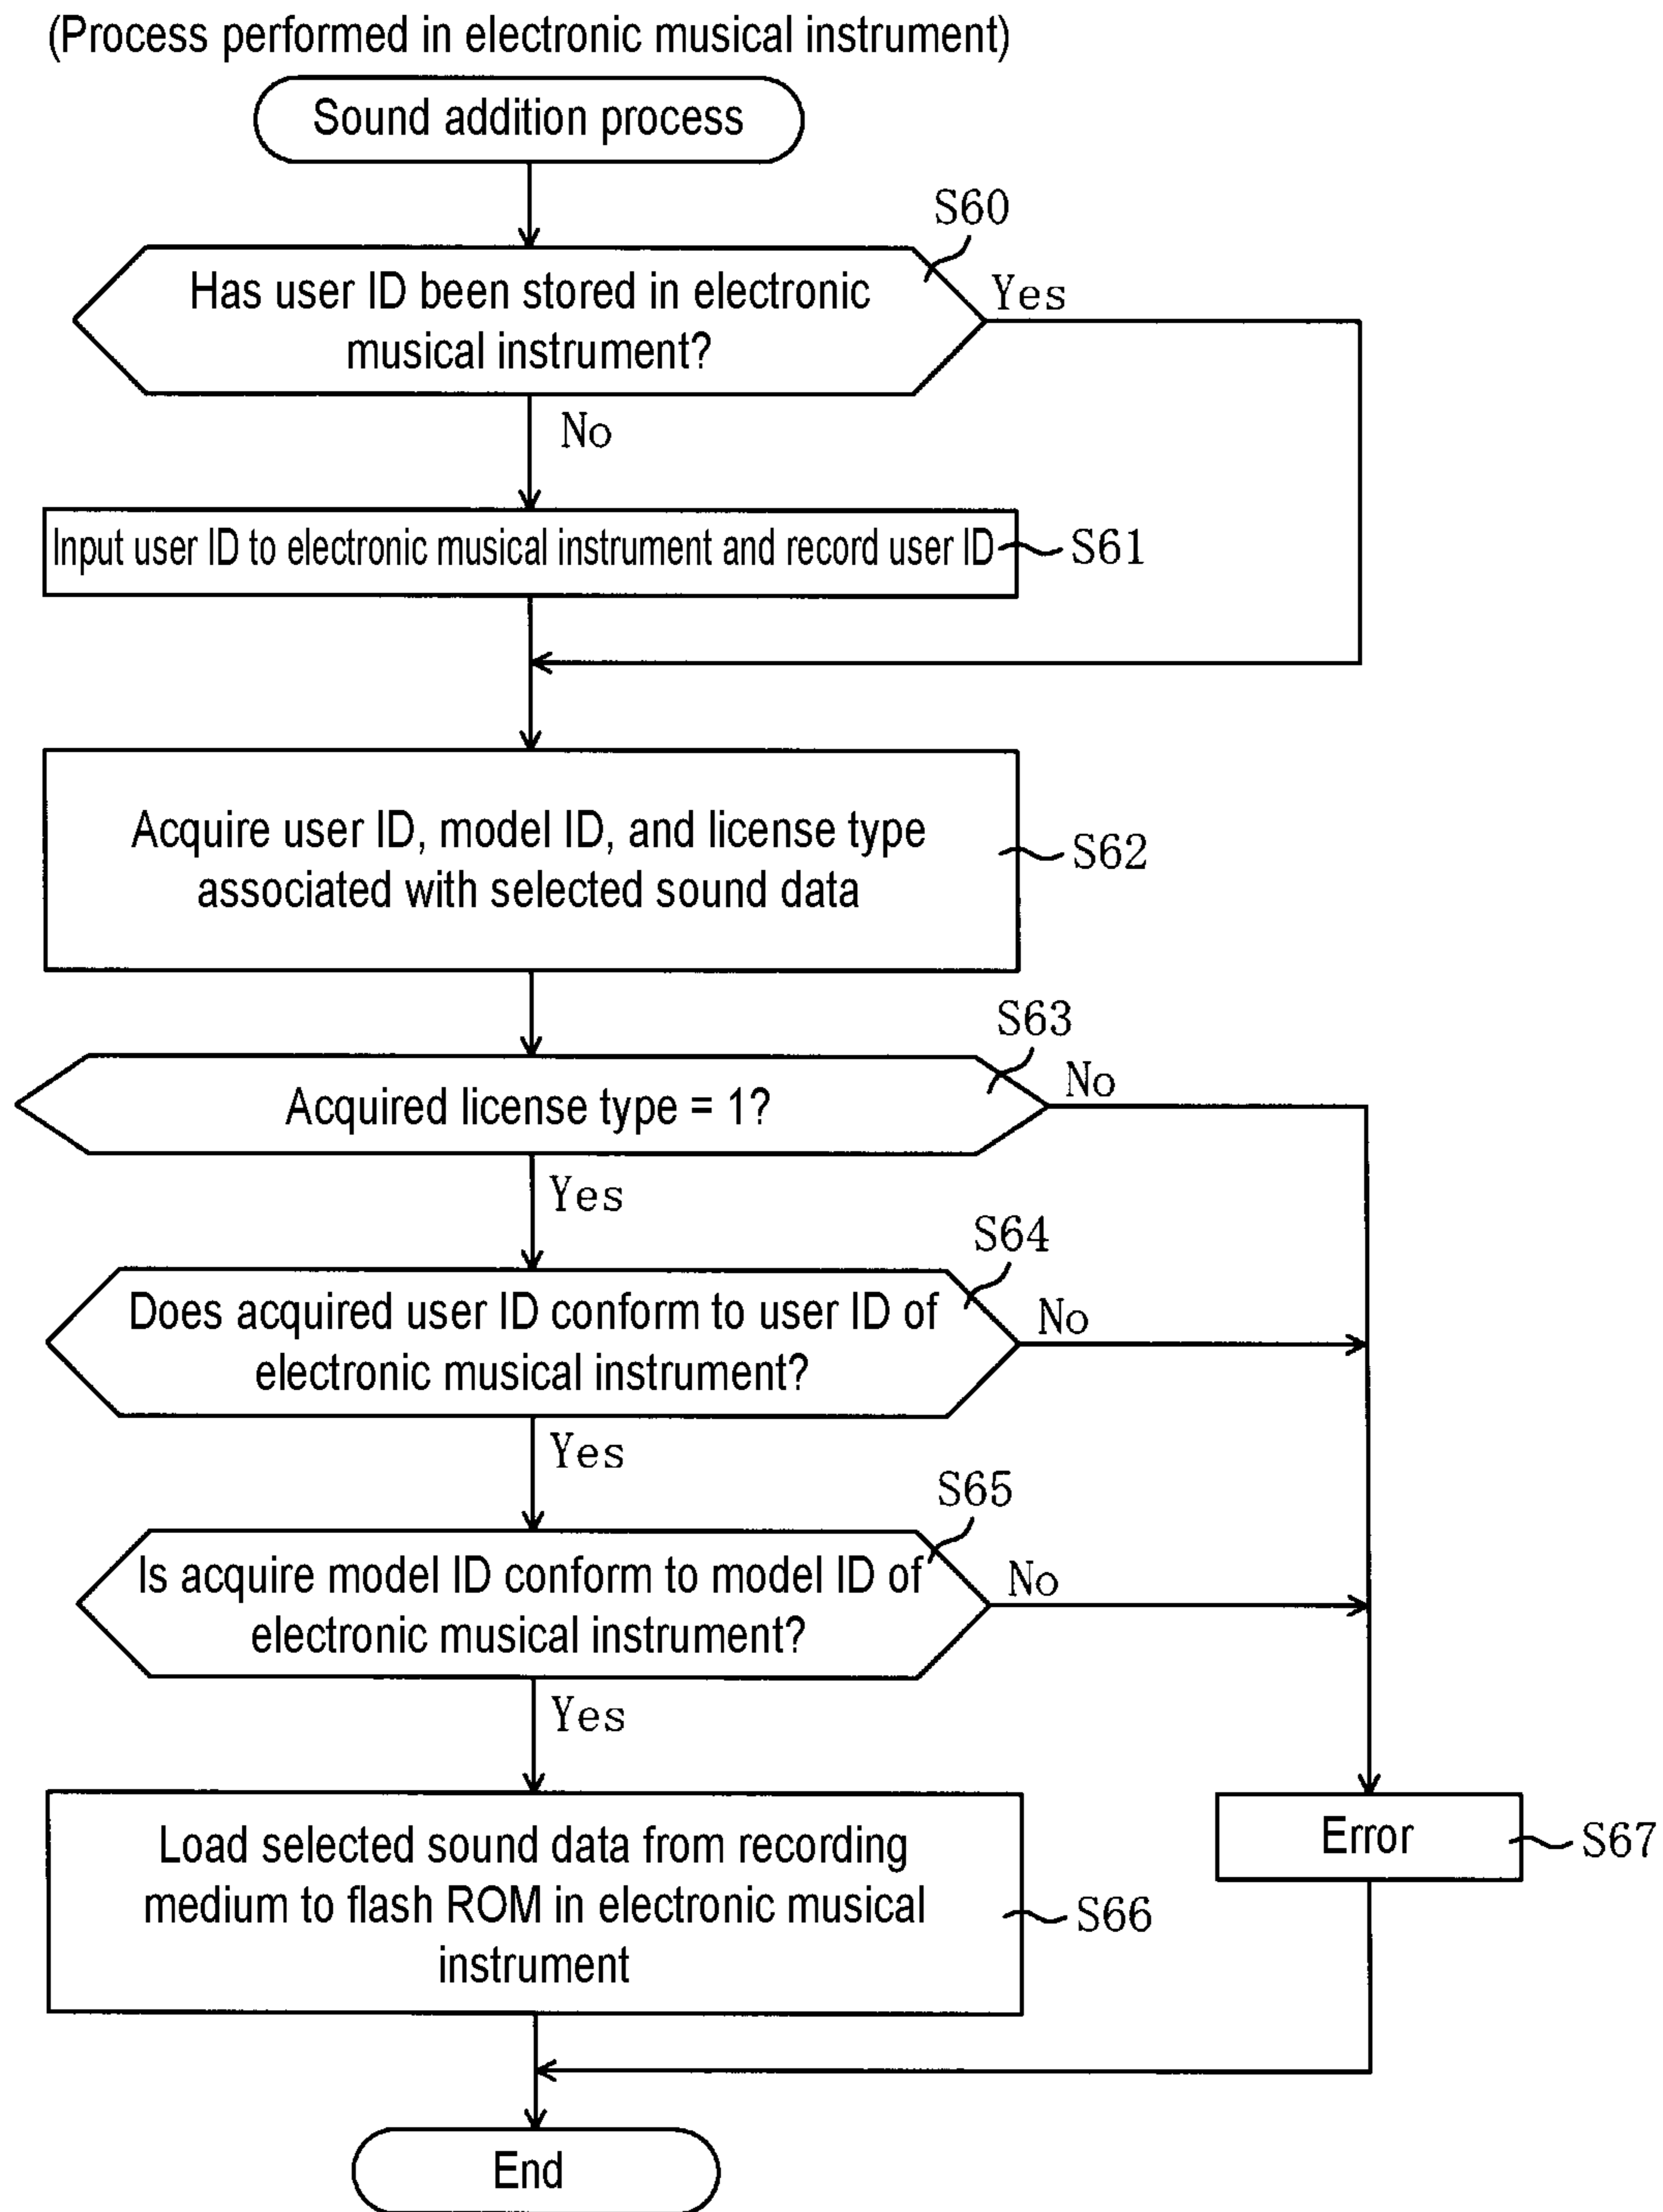 (Process performed in electronic musical instrument)
Sound addition process
S60
Has user ID been stored in electronic
musical instrument?
Yes
No
Input user ID to electronic musical instrument and record user ID
S61
Acquire user ID, model ID, and license type
associated with selected sound data
S62
S63
Acquired license type = 1?
No
Yes
S64
Does acquired user ID conform to user ID of
electronic musical instrument?
No
Yes
S65
Is acquire model ID conform to model ID of
electronic musical instrument?
No
Yes
Load selected sound data from recording
medium to flash ROM in electronic musical
instrument
S66
Error
S67
End